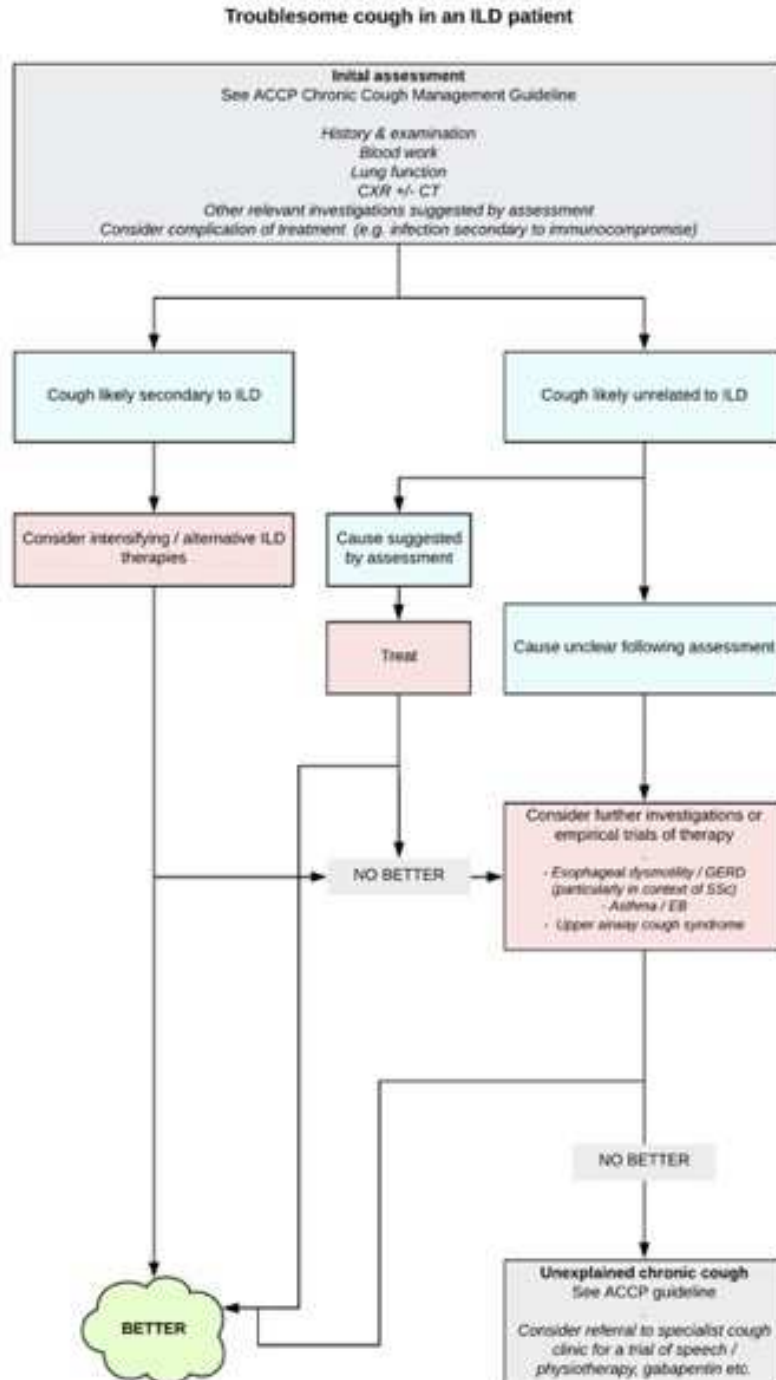 Troublesome cough in an ILD patient
Inital assessment
See ACCP Chronic Cough Management Guideline
History & examination
Blood work
Lung function
CXR +/- CT
Other relevant investigations suggested by assessment
Consider complication of treatment (e.g. infection secondary to immunocompromise)
Cough likely secondary to ILD
Cough likely unrelated to ILD
Consider intensifying / alternative ILD
therapies
Cause suggested
by assessment
Treat
Cause unclear following assessment
Consider further investigations or
empirical trials of therapy
- Esophageal dysmotility / GERD
(particularly in context of SSc)
- Asthma / EB
- Upper airway cough syndrome
NO BETTER
NO BETTER
BETTER
Unexplained chronic cough
See ACCP guideline
Consider referral to specialist cough
clinic for a trial of speech /
physiotherapy, gabapentin etc.